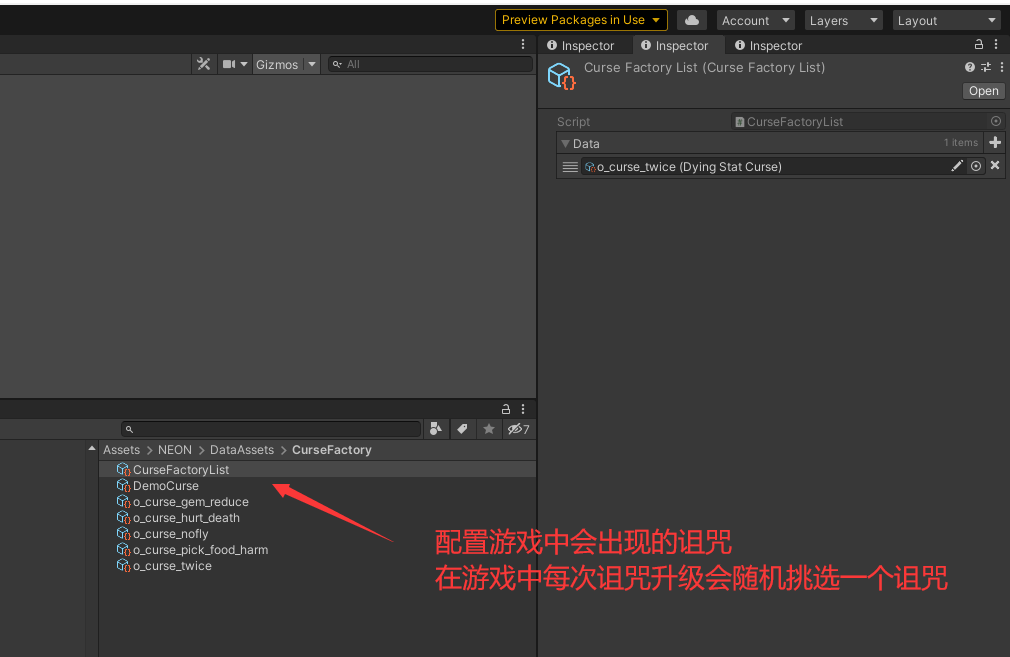 Preview Packages in Use
Account
Layers
Layout
Inspector
Inspector
Inspector
Gizmos
All
Curse Factory List (Curse Factory List)
Open
Script
CurseFactoryList
Data
1 items
o_curse_twice (Dying Stat Curse)
7
Assets > NEON > DataAssets > CurseFactory
CurseFactoryList
DemoCurse
o_curse_gem_reduce
o_curse_hurt_death
o_curse_nofly
o_curse_pick_food_harm
o_curse_twice
配置游戏中会出现的诅咒
在游戏中每次诅咒升级会随机挑选一个诅咒